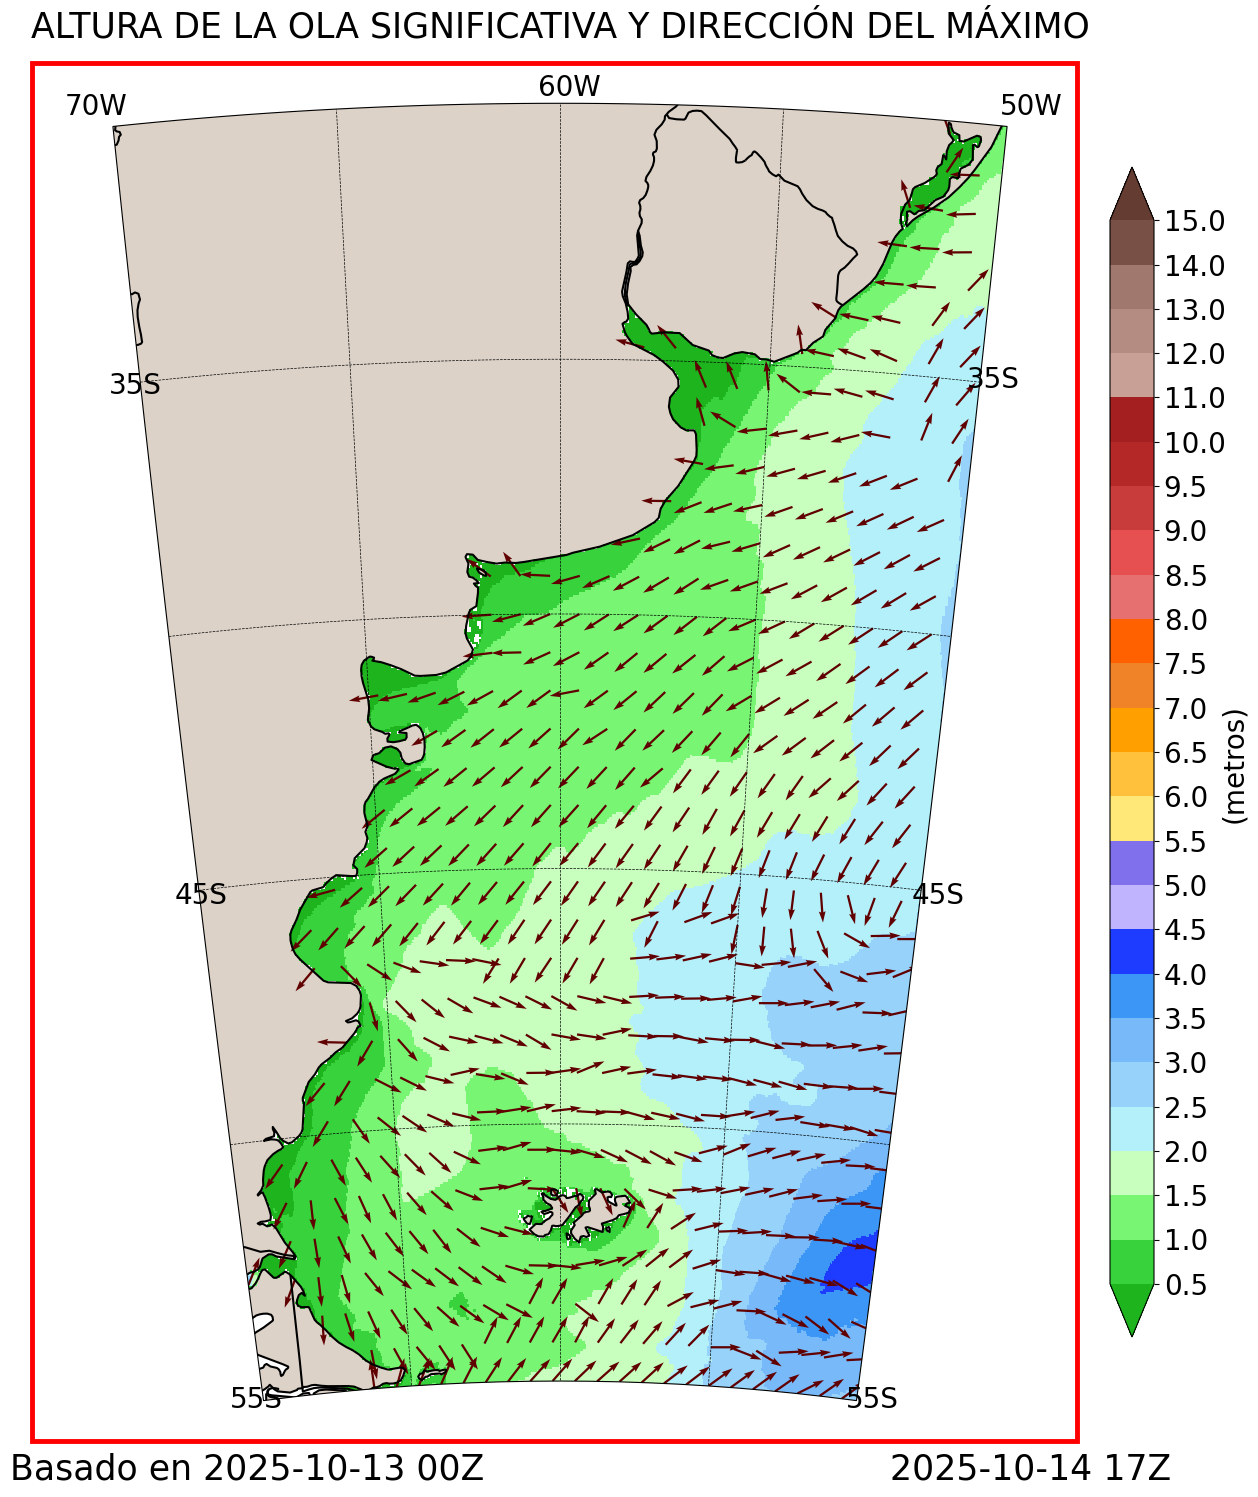 ALTURA DE LA OLA SIGNIFICATIVA Y DIRECCIÓN DEL MÁXIMO
70W
60W
50W
35S
35S
45S
45S
55S
55S
15.0
14.0
13.0
12.0
11.0
10.0
9.5
9.0
8.5
8.0
7.5
7.0
6.5
6.0
5.5
5.0
4.5
4.0
3.5
3.0
2.5
2.0
1.5
1.0
0.5
(metros)
Basado en 2025-10-13 00Z
2025-10-14 17Z